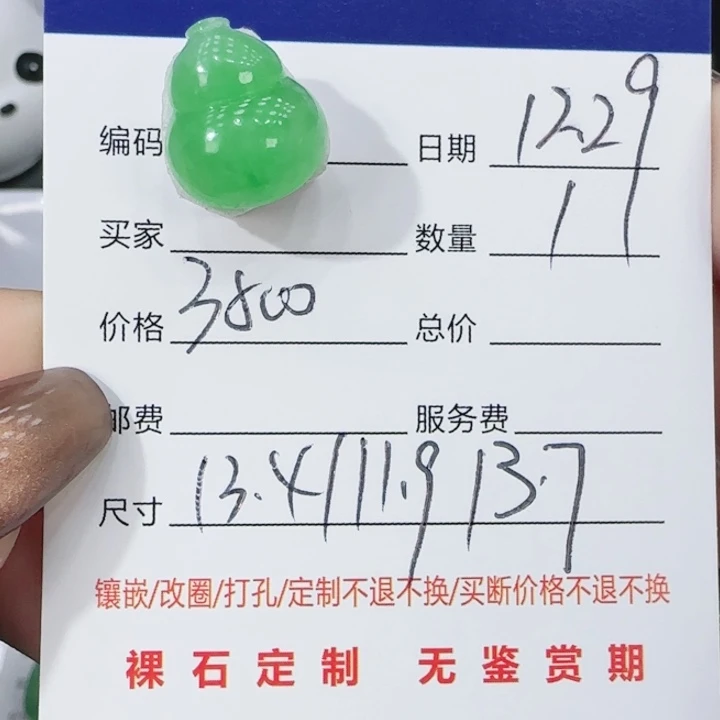 编码 日期 12.29
买家 数量 1
价格 3800 总价
邮费 服务费
尺寸 13.4/11.9 13.7
镶嵌/改圈/打孔/定制不退不换/买断价格不退不换
裸石定制 无鉴赏期